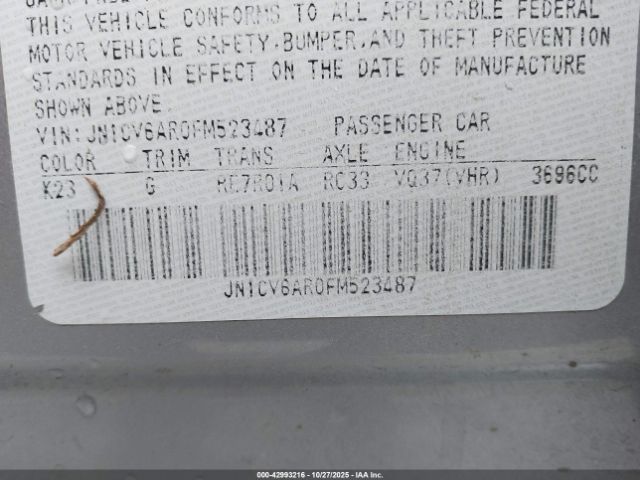 THIS VEHICLE CONFORMS TO ALL APPLICABLE FEDERAL
MOTOR VEHICLE SAFETY, BUMPER, AND THEFT PREVENTION
STANDARDS IN EFFECT ON THE DATE OF MANUFACTURE
SHOWN ABOVE.
VIN: JN1CV6AR0FM523487 PASSENGER CAR
COLOR TRIM TRANS AXLE ENGINE
K23 G RE7R01A RC33 VQ37(VHR) 3696CC
JN1CV6AR0FM523487
000-42993216 | 10/27/2025 | IAAI, Inc.